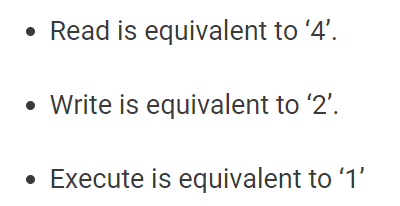 • Read is equivalent to ‘4’.
• Write is equivalent to ‘2’.
• Execute is equivalent to ‘1’